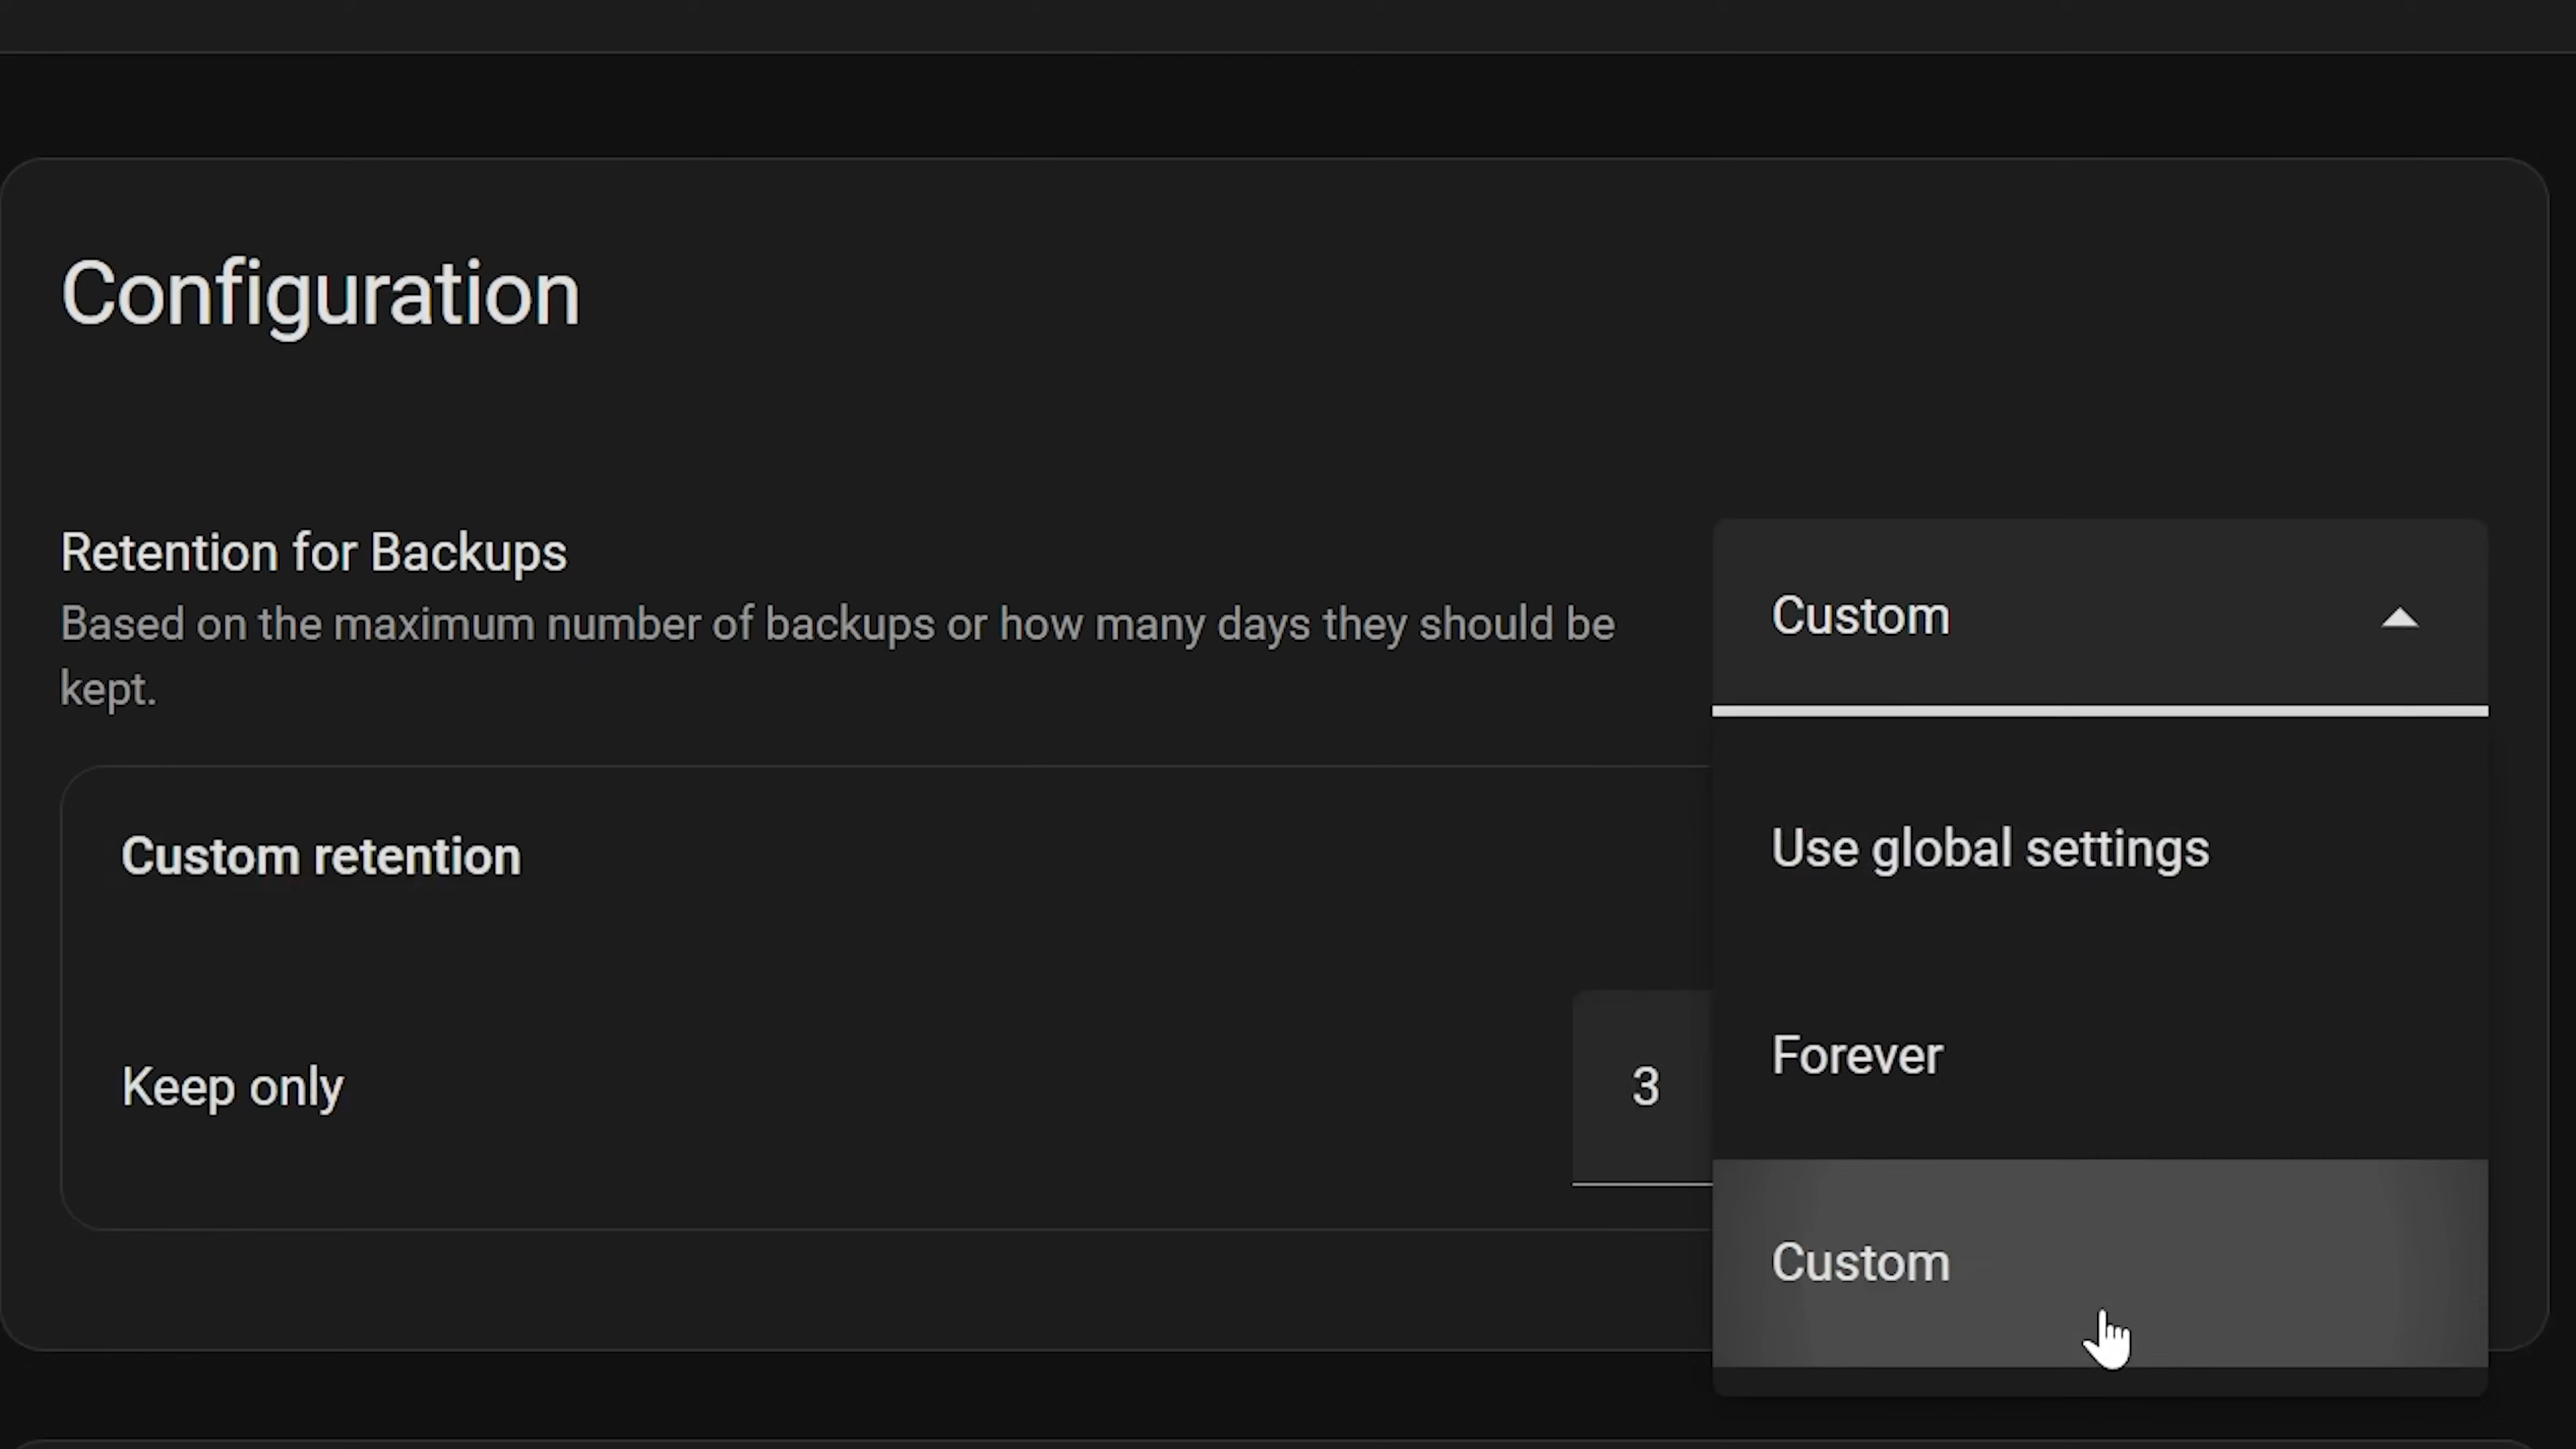 Configuration
Retention for Backups
Based on the maximum number of backups or how many days they should be
kept.
Custom
Custom retention
Use global settings
Keep only
3
Forever
Custom